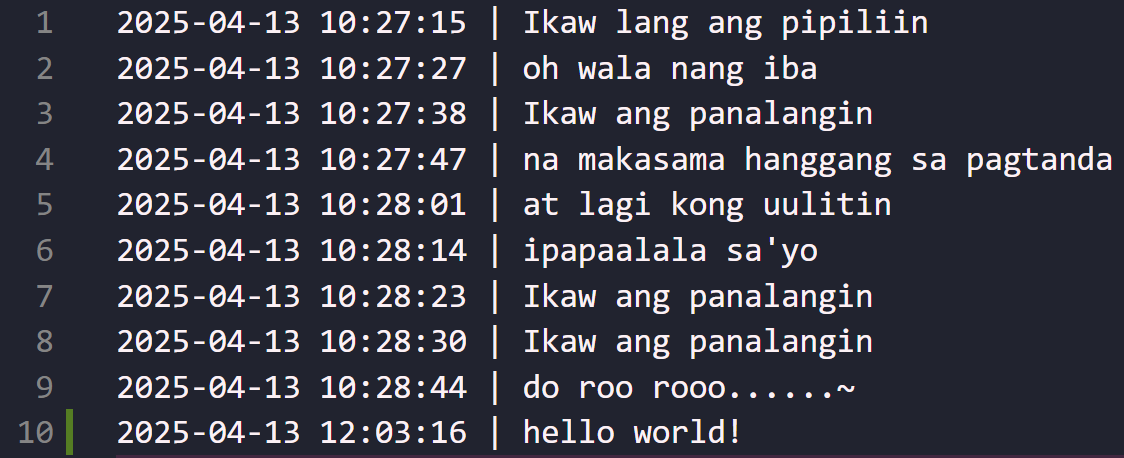 1 2025-04-13 10:27:15 | Ikaw lang ang pipiliin
2 2025-04-13 10:27:27 | oh wala nang iba
3 2025-04-13 10:27:38 | Ikaw ang panalangin
4 2025-04-13 10:27:47 | na makasama hanggang sa pagtanda
5 2025-04-13 10:28:01 | at lagi kong uulitin
6 2025-04-13 10:28:14 | ipapaalala sa'yo
7 2025-04-13 10:28:23 | Ikaw ang panalangin
8 2025-04-13 10:28:30 | Ikaw ang panalangin
9 2025-04-13 10:28:44 | do roo rooo......~
10 2025-04-13 12:03:16 | hello world!